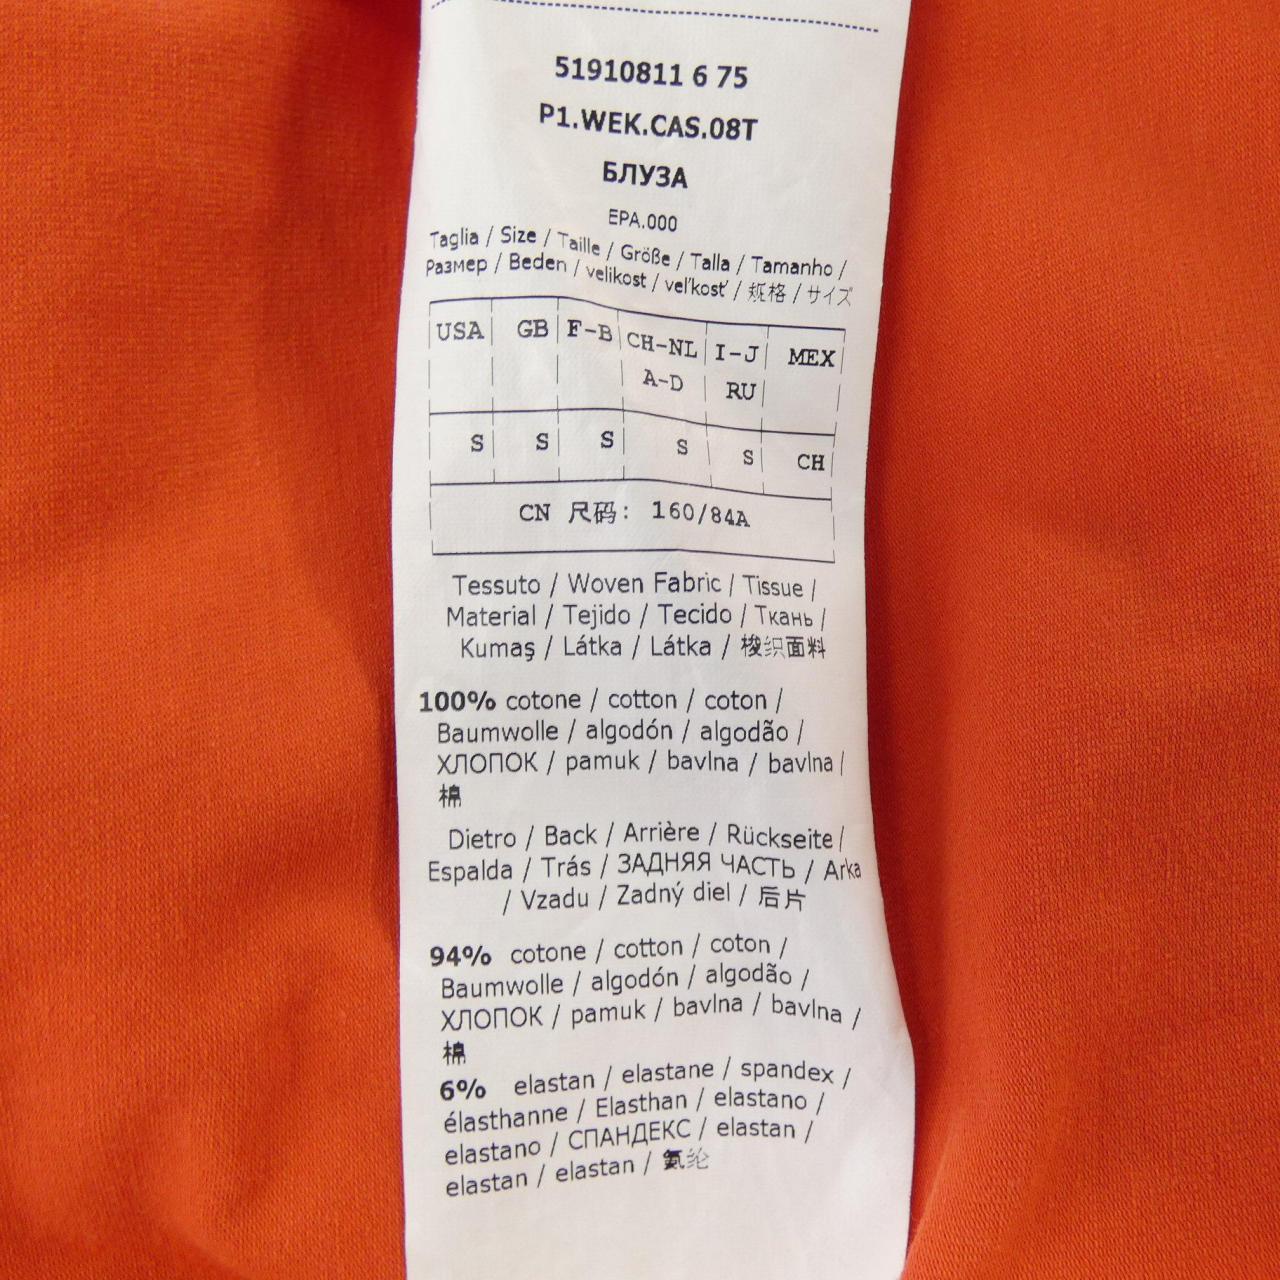 51910811 6 75
P1.WEK.CAS.08T
БЛУЗА
EPA.000
Taglia / Size / Taille / Größe / Talla / Tamanho /
Размер / Beden / velikost / veľkosť / 规格 / サイズ
USA GB F-B CH-NL I-J MEX
A-D RU
S S S S S CH
CN 尺码: 160/84A
Tessuto / Woven Fabric / Tissue /
Material / Tejido / Tecido / Ткань /
Kumaş / Látka / Látka / 梭织面料
100% cotone / cotton / coton /
Baumwolle / algodón / algodão /
ХЛОПОК / pamuk / bavlna / bavlna /
棉
Dietro / Back / Arrière / Rückseite /
Espalda / Trás / ЗАДНЯЯ ЧАСТЬ / Arka
/ Vzadu / Zadný diel / 后片
94% cotone / cotton / coton /
Baumwolle / algodón / algodão /
ХЛОПОК / pamuk / bavlna / bavlna /
棉
6% elastan / elastane / spandex /
élasthanne / Elasthan / elastano /
elastano / СПАНДЕКС / elastan /
elastan / elastan / 氨纶